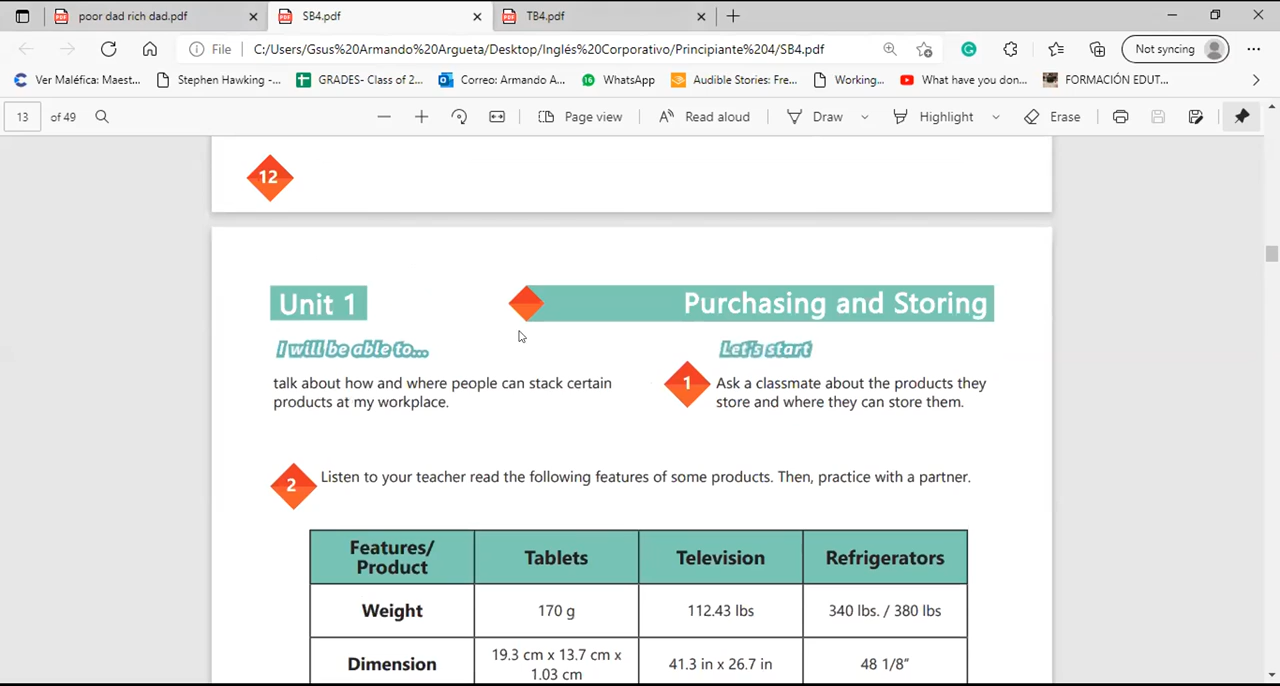 poor dad rich dad.pdf
SB4.pdf
TB4.pdf
File
C:/Users/Gsus%20Armando%20Argueta/Desktop/Inglés%20Corporativo/Principiante%204/SB4.pdf
Not syncing
Ver Maléfica: Maest...
Stephen Hawking -...
GRADES- Class of 2...
Correo: Armando A...
16
WhatsApp
Audible Stories: Fre...
Working...
What have you don...
FORMACIÓN EDUT...
13 of 49
Page view
Read aloud
Draw
Highlight
Erase
12
Unit 1
Purchasing and Storing
I will be able to...
Let's start
talk about how and where people can stack certain
products at my workplace.
1
Ask a classmate about the products they
store and where they can store them.
2
Listen to your teacher read the following features of some products. Then, practice with a partner.
Features/
Product
Tablets
Television
Refrigerators
Weight
170 g
112.43 lbs
340 lbs. / 380 lbs
Dimension
19.3 cm x 13.7 cm x
1.03 cm
41.3 in x 26.7 in
48 1/8”